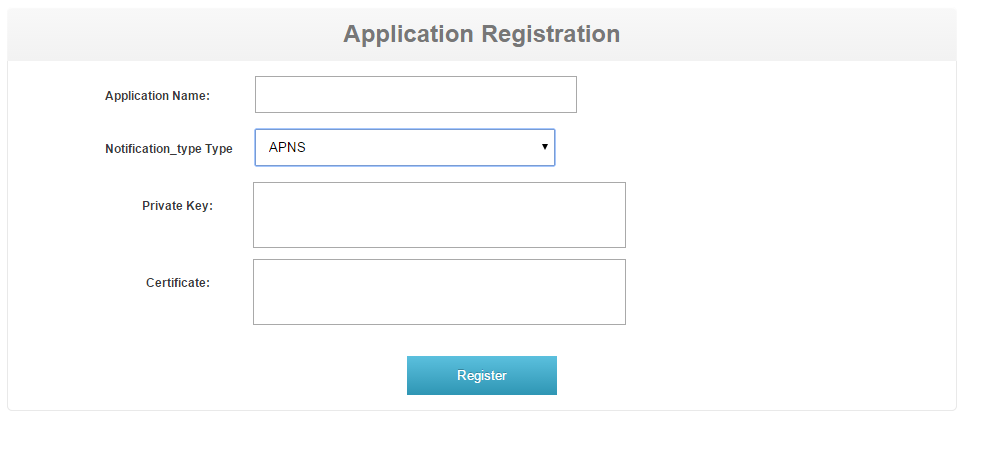 Application Registration
Application Name:
Notification_type Type APNS
Private Key:
Certificate:
Register